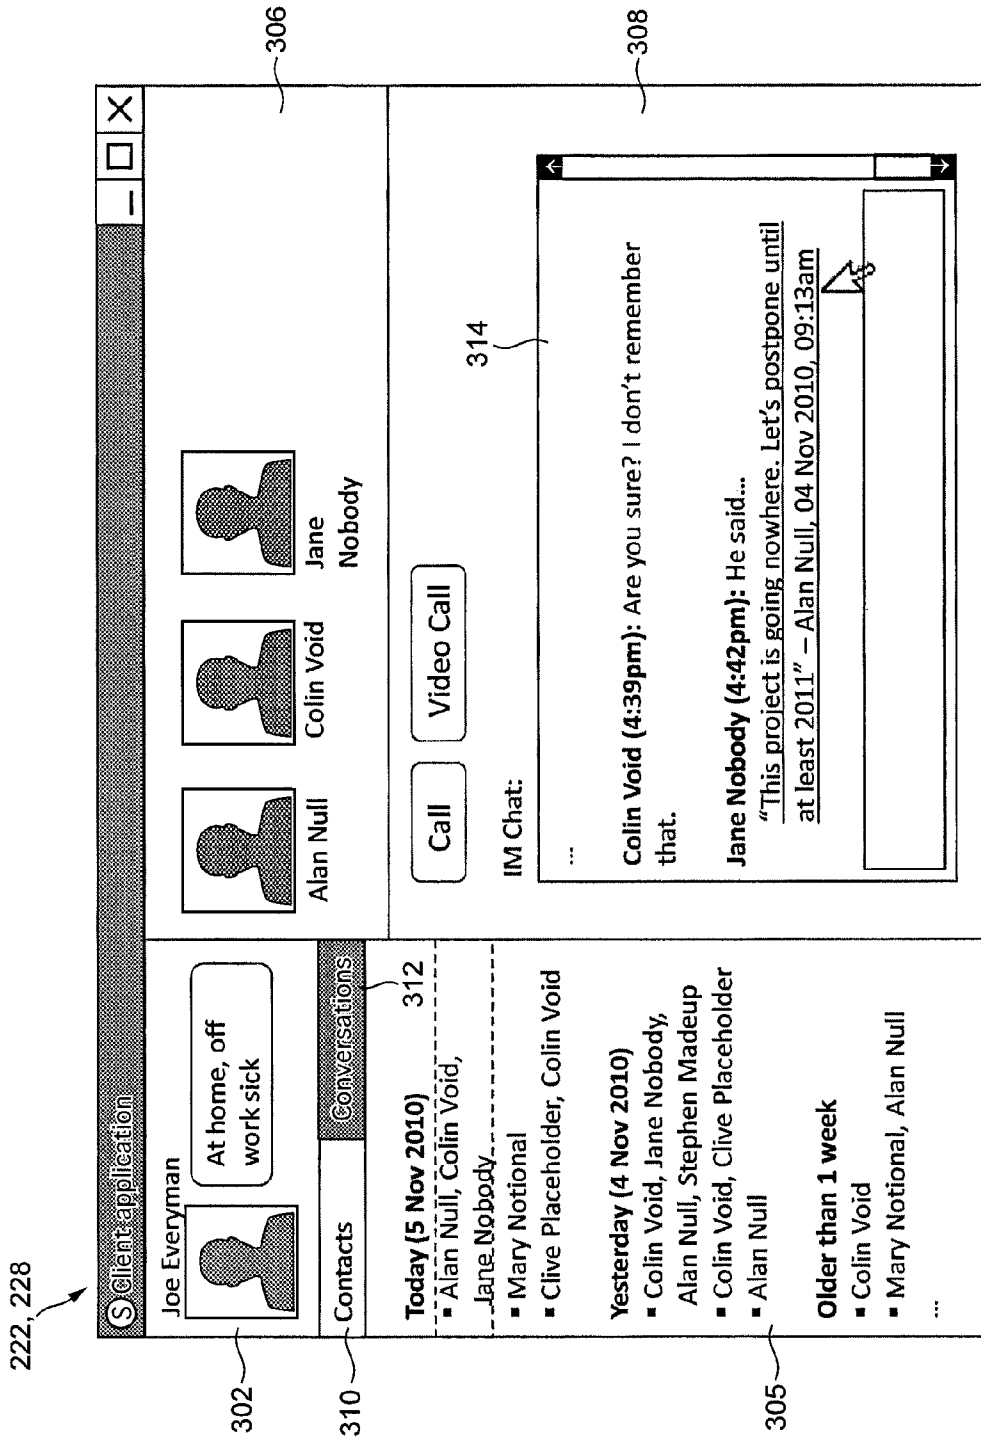 222, 228
S Client application
Joe Everyman
At home, off
work sick
302
310
Contacts
Conversations
312
Today (5 Nov 2010)
▪ Alan Null, Colin Void,
Jane Nobody
▪ Mary Notional
▪ Clive Placeholder, Colin Void
Yesterday (4 Nov 2010)
▪ Colin Void, Jane Nobody,
Alan Null, Stephen Madeup
▪ Colin Void, Clive Placeholder
▪ Alan Null
305
Older than 1 week
▪ Colin Void
▪ Mary Notional, Alan Null
...
Alan Null
Colin Void
Jane
Nobody
306
Call
Video Call
308
IM Chat:
314
...
Colin Void (4:39pm): Are you sure? I don't remember
that.
Jane Nobody (4:42pm): He said...
“This project is going nowhere. Let's postpone until
at least 2011” – Alan Null, 04 Nov 2010, 09:13am